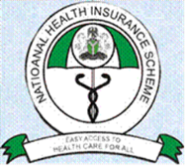 NATIOANAL HEALTH INSURANCE SCHEME
EASY ACCESS TO
HEALTH CARE FOR ALL